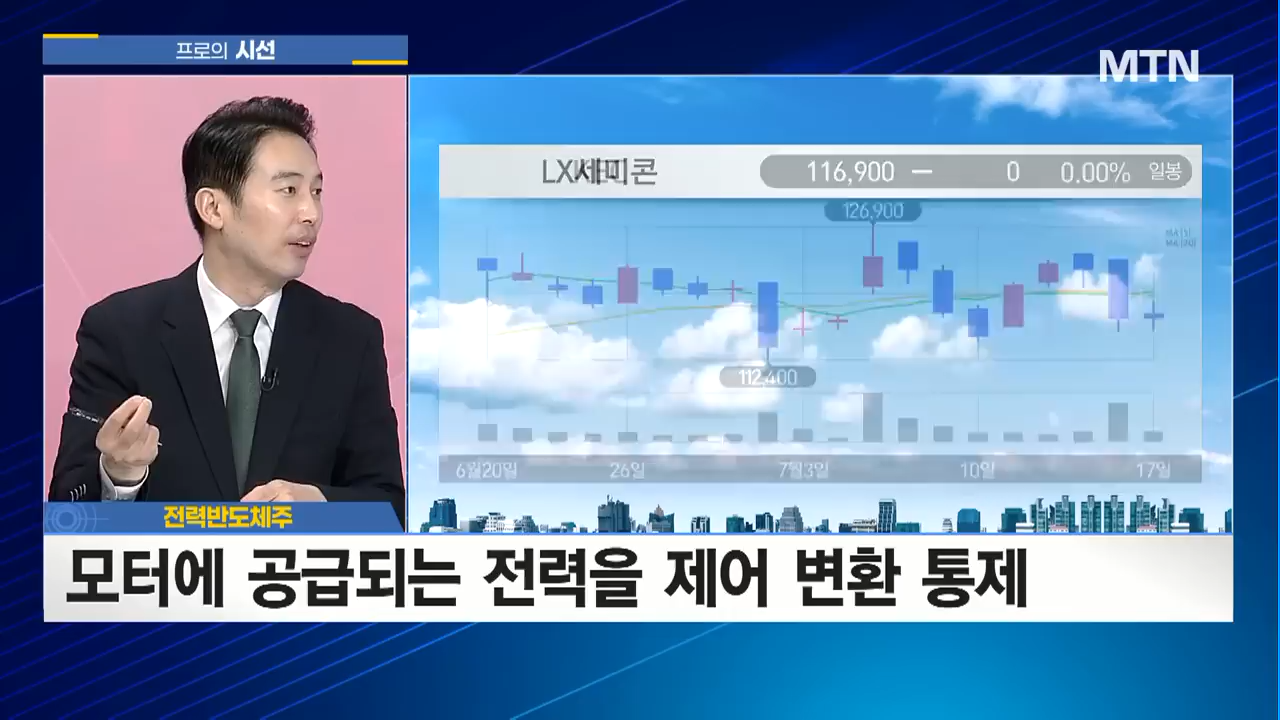 프로의 시선
MTN
LX세미콘
116,900 — 0 0.00% 일봉
126,900
112,400
6월20일 26일 7월3일 10일 17일
전력반도체주
모터에 공급되는 전력을 제어 변환 통제